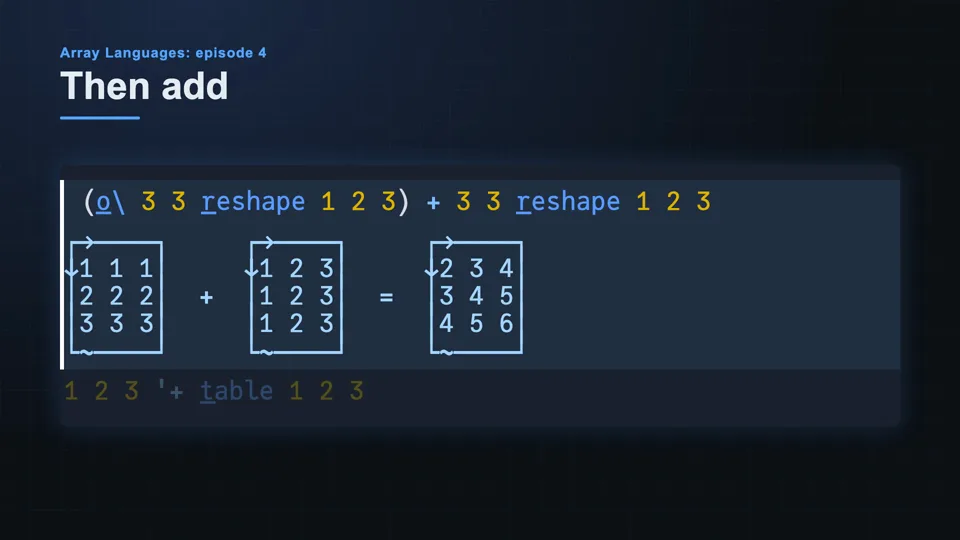 Array Languages: episode 4
Then add
(o\ 3 3 reshape 1 2 3) + 3 3 reshape 1 2 3
┌→────┐     ┌→────┐     ┌→────┐
↓1 1 1│     ↓1 2 3│     ↓2 3 4│
│2 2 2│  +  │1 2 3│  =  │3 4 5│
│3 3 3│     │1 2 3│     │4 5 6│
└~────┘     └~────┘     └~────┘
1 2 3 '+ table 1 2 3